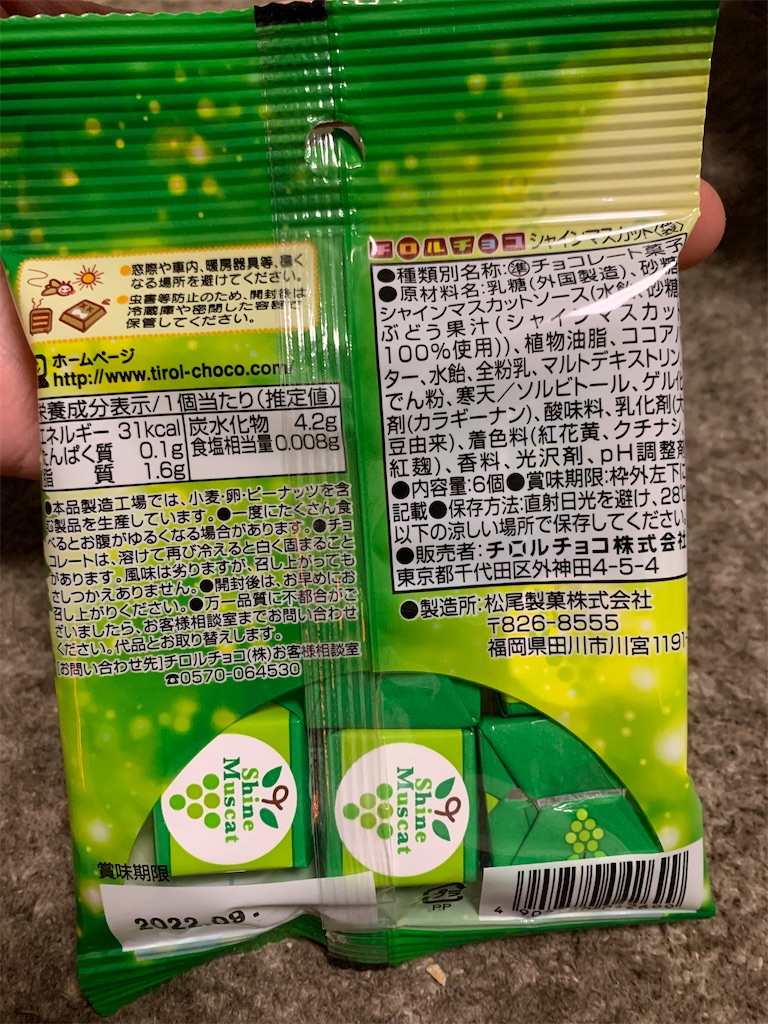 チロルチョコ シャインマスカット〈袋〉
●種類別名称:準チョコレート菓子
●原材料名:乳糖(外国製造)、砂糖
シャインマスカットソース(水飴、砂糖
ぶどう果汁(シャインマスカッ
100%使用))、植物油脂、ココアバ
ター、水飴、全粉乳、マルトデキストリン
でん粉、寒天/ソルビトール、ゲル化
剤(カラギーナン)、酸味料、乳化剤(大
豆由来)、着色料(紅花黄、クチナシ
紅麹)、香料、光沢剤、pH調整剤
●内容量:6個●賞味期限:枠外左下に
記載●保存方法:直射日光を避け、28℃
以下の涼しい場所で保存してください
●販売者:チロルチョコ株式会社
東京都千代田区外神田4-5-4
●製造所:松尾製菓株式会社
〒826-8555
福岡県田川市川宮1191-
●窓際や車内、暖房器具等、暑く
なる場所を避けてください。
●虫害等防止のため、開封後は
冷蔵庫や密閉した容器で
保管してください。
ホームページ
http://www.tirol-choco.com
栄養成分表示/1個当たり(推定値)
エネルギー 31kcal 炭水化物 4.2g
たんぱく質 0.1g 食塩相当量 0.008g
脂 質 1.6g
●本品製造工場では、小麦・卵・ピーナッツを含
む製品を生産しています。●一度にたくさん食
べるとお腹がゆるくなる場合があります。●チョ
コレートは、溶けて再び冷えると白く固まること
があります。風味は劣りますが、召し上がっても
さしつかえありません。●開封後は、お早めにお
召し上がりください。●万一品質に不都合がご
ざいましたら、お客様相談室までお問い合わせ
ください。代品とお取り替えします。
[お問い合わせ先]チロルチョコ(株)お客様相談室
☎0570-064530
Shine
Muscat
Shine
Muscat
賞味期限
2022.09.
プラ
PP